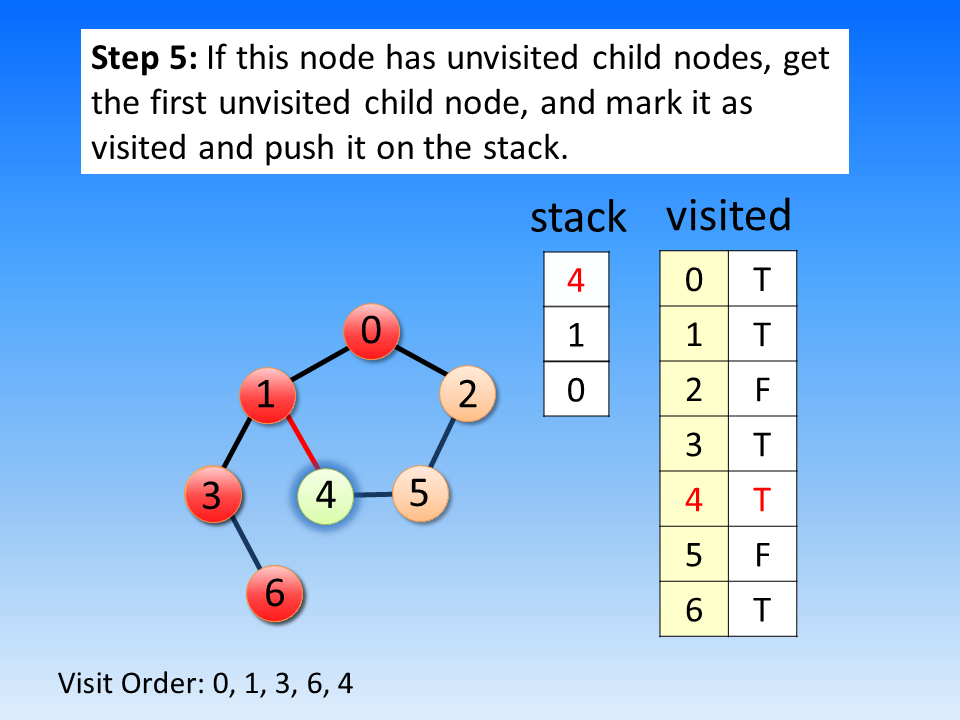 Step 5: If this node has unvisited child nodes, get
the first unvisited child node, and mark it as
visited and push it on the stack.
stack visited
4
1
0
0 T
1 T
2 F
3 T
4 T
5 F
6 T
0
1 2
3 4 5
6
Visit Order: 0, 1, 3, 6, 4